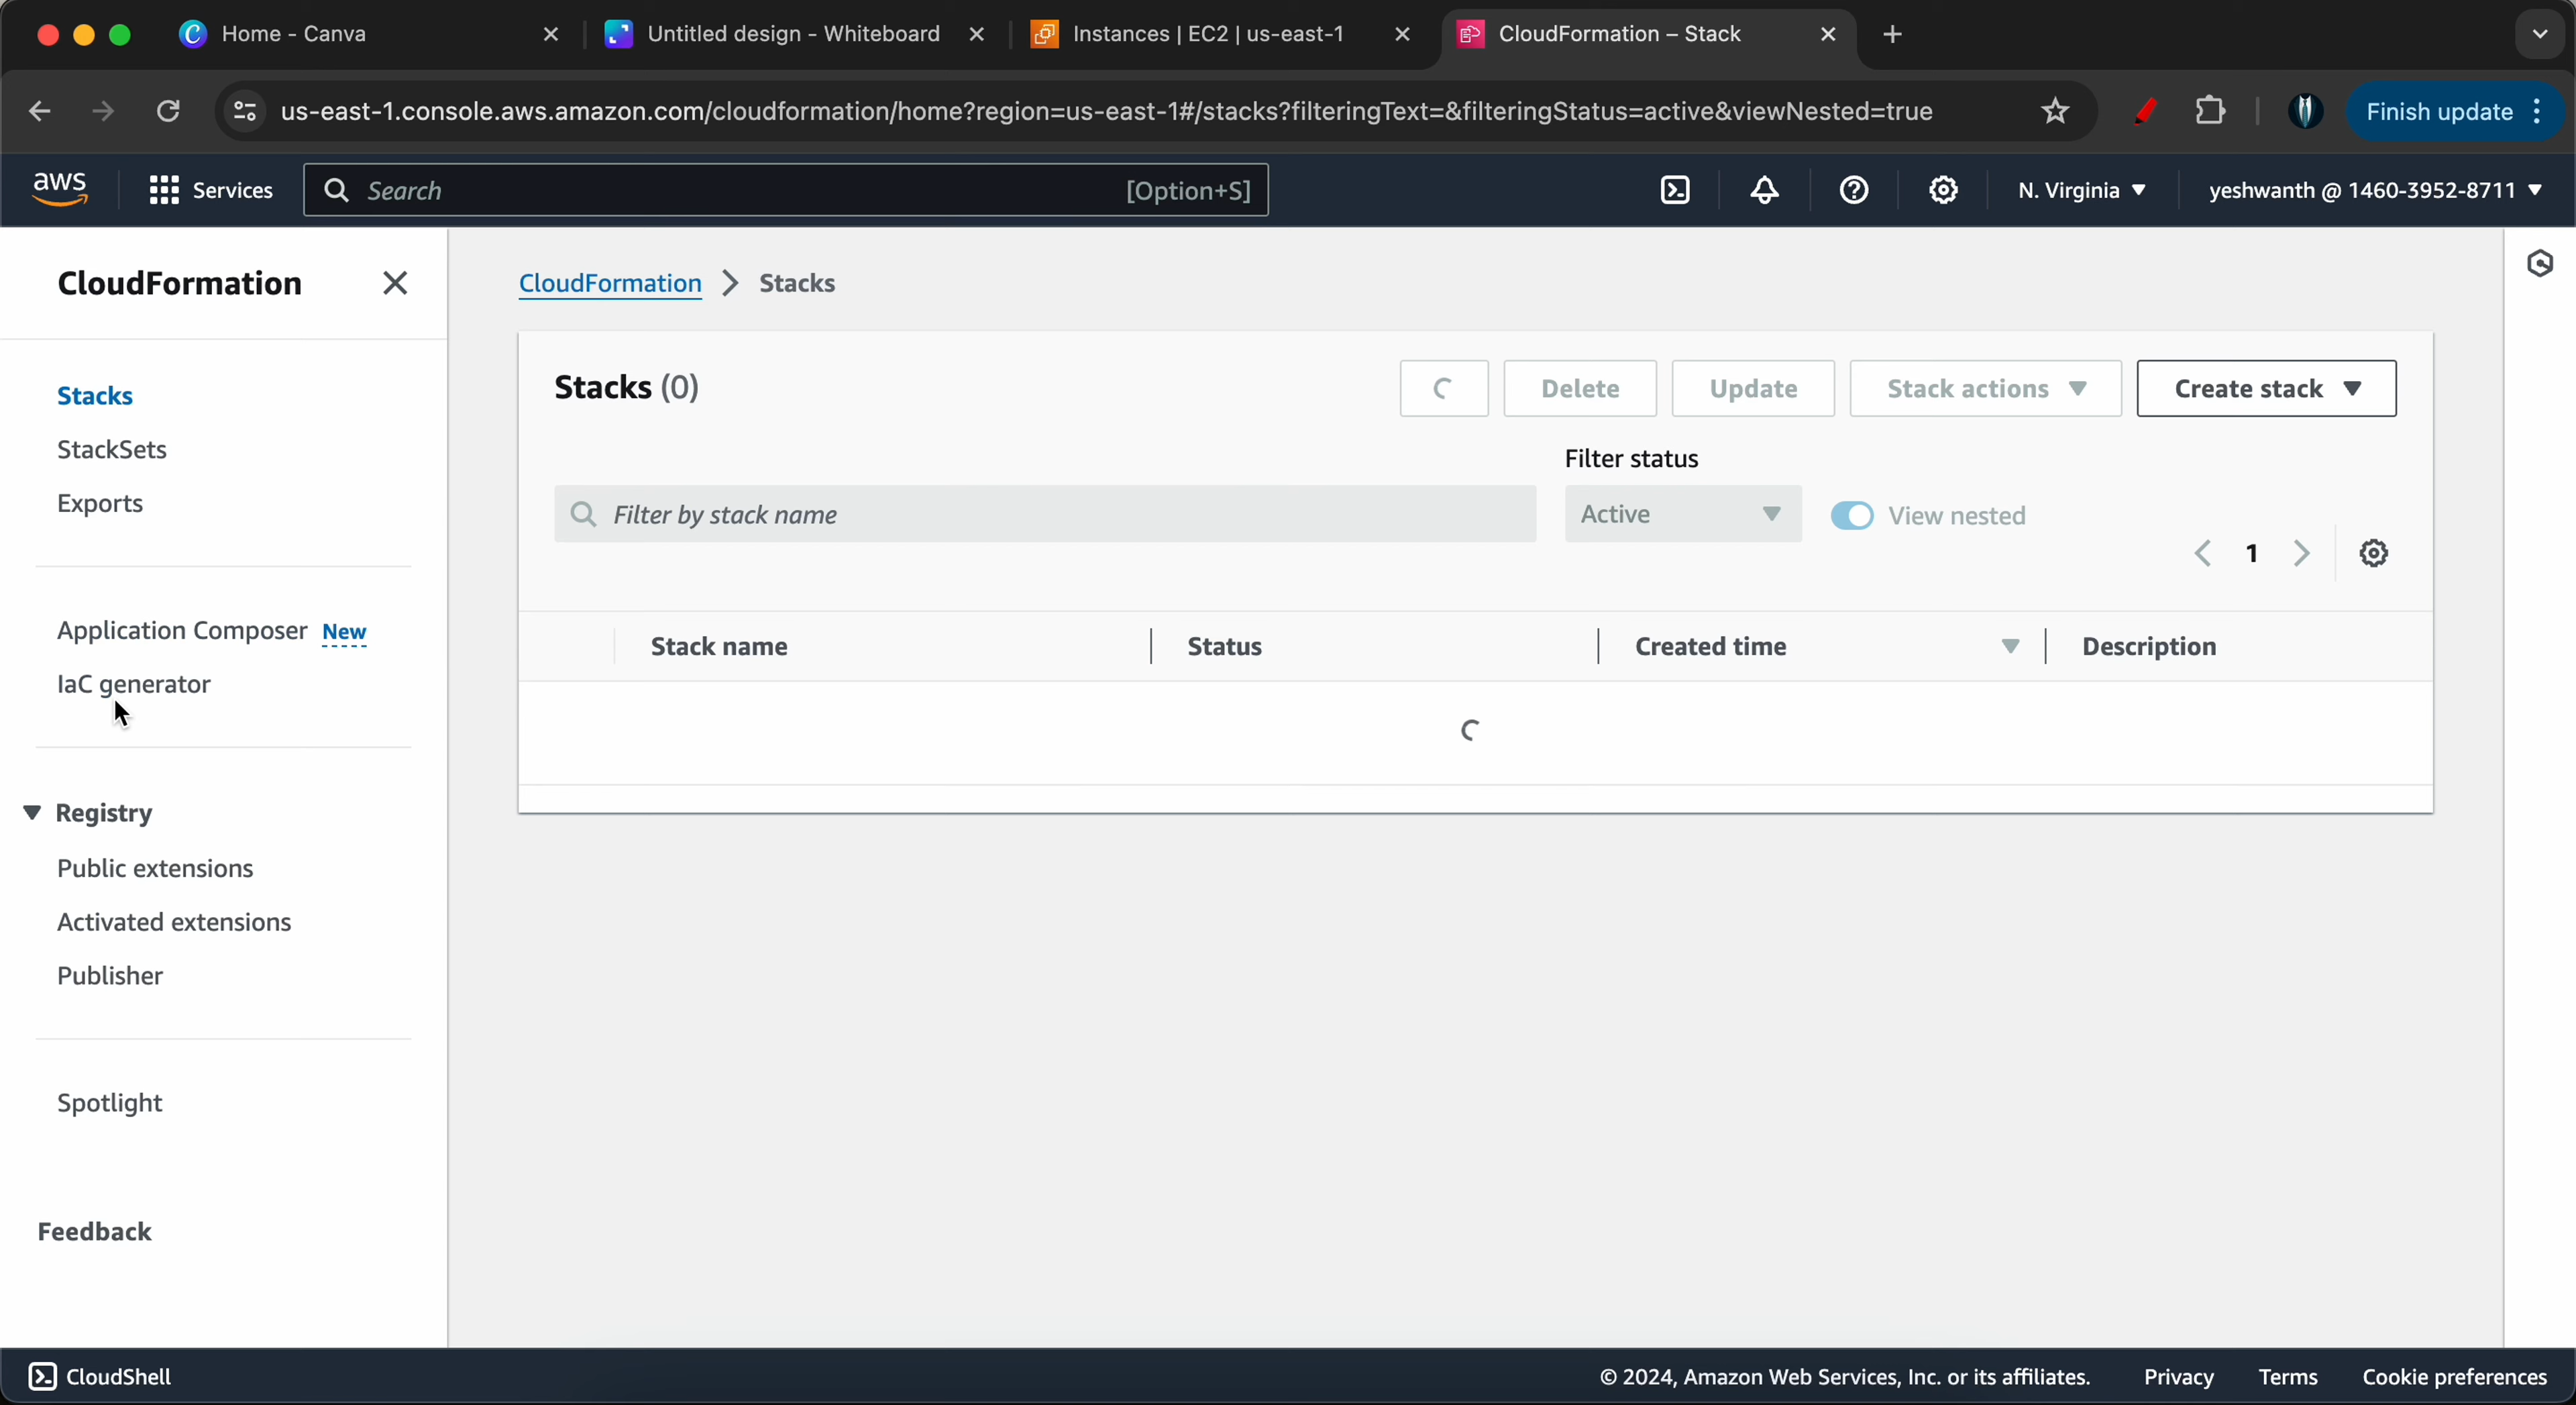 Home - Canva
Untitled design - Whiteboard
Instances | EC2 | us-east-1
CloudFormation – Stack
us-east-1.console.aws.amazon.com/cloudformation/home?region=us-east-1#/stacks?filteringText=&filteringStatus=active&viewNested=true
Finish update
aws
Services
Search
[Option+S]
N. Virginia
yeshwanth @ 1460-3952-8711
CloudFormation
Stacks
StackSets
Exports
Application Composer New
IaC generator
Registry
Public extensions
Activated extensions
Publisher
Spotlight
Feedback
CloudFormation > Stacks
Stacks (0)
Delete
Update
Stack actions
Create stack
Filter status
Filter by stack name
Active
View nested
1
Stack name
Status
Created time
Description
CloudShell
© 2024, Amazon Web Services, Inc. or its affiliates.
Privacy
Terms
Cookie preferences